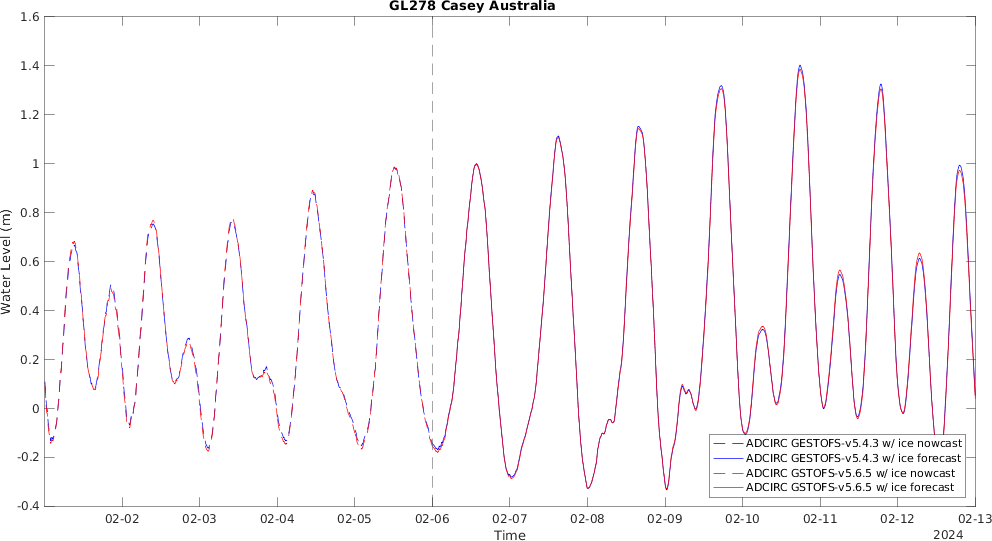 GL278 Casey Australia
1.6
1.4
1.2
1
0.8
0.6
0.4
0.2
0
-0.2
-0.4
Water Level (m)
ADCIRC GESTOFS-v5.4.3 w/ ice nowcast
ADCIRC GESTOFS-v5.4.3 w/ ice forecast
ADCIRC GSTOFS-v5.6.5 w/ ice nowcast
ADCIRC GSTOFS-v5.6.5 w/ ice forecast
02-02 02-03 02-04 02-05 02-06 02-07 02-08 02-09 02-10 02-11 02-12 02-13
Time
2024